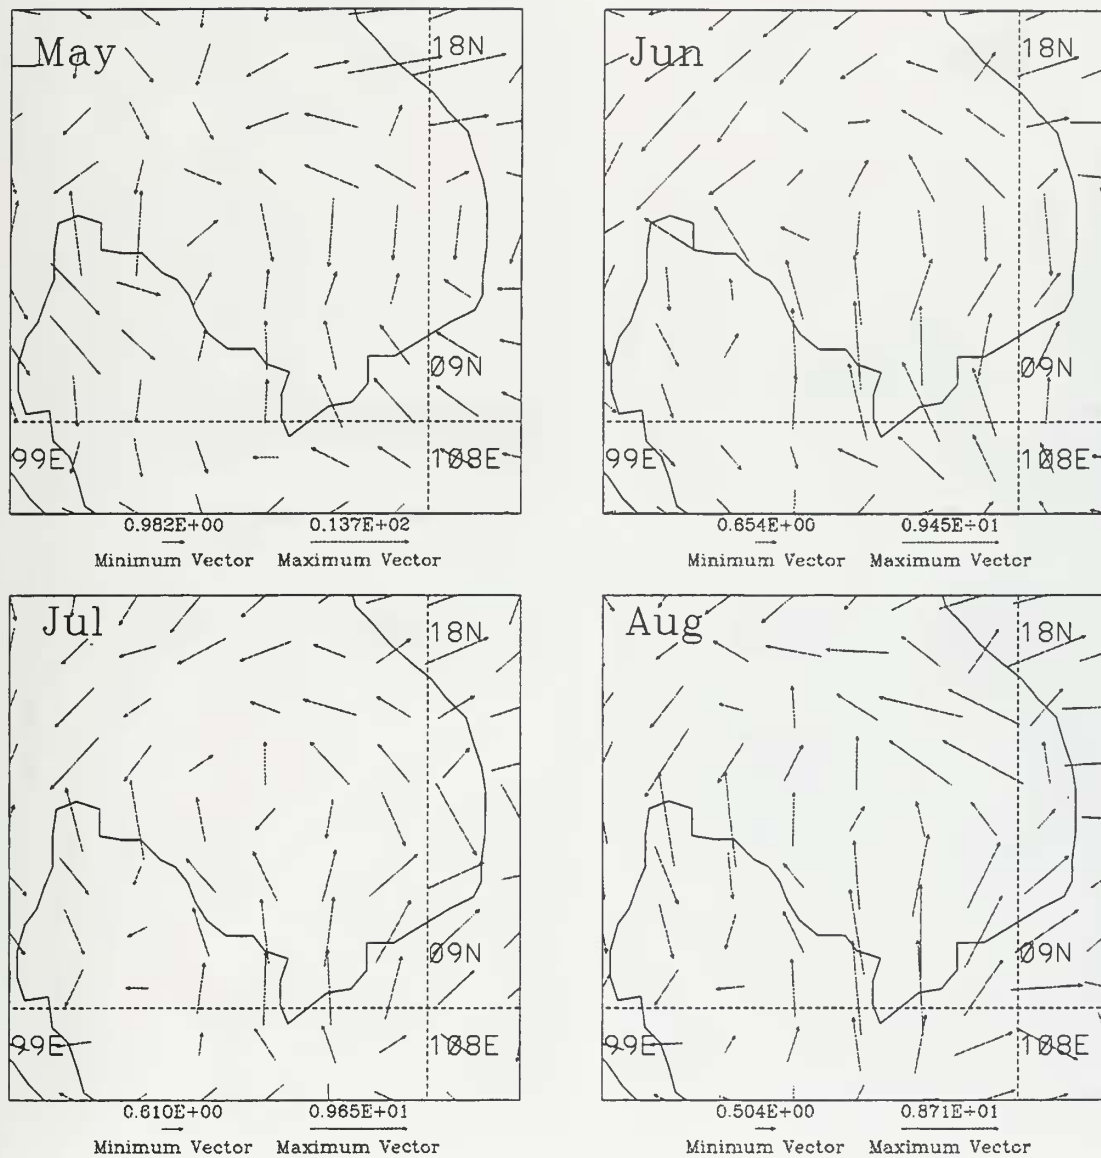 May
18N
09N
99E
108E
0.982E+00
0.137E+02
Minimum Vector
Maximum Vector
Jun
18N
09N
99E
108E
0.654E+00
0.945E+01
Minimum Vector
Maximum Vector
Jul
18N
09N
99E
108E
0.610E+00
0.965E+01
Minimum Vector
Maximum Vector
Aug
18N
09N
99E
108E
0.504E+00
0.871E+01
Minimum Vector
Maximum Vector